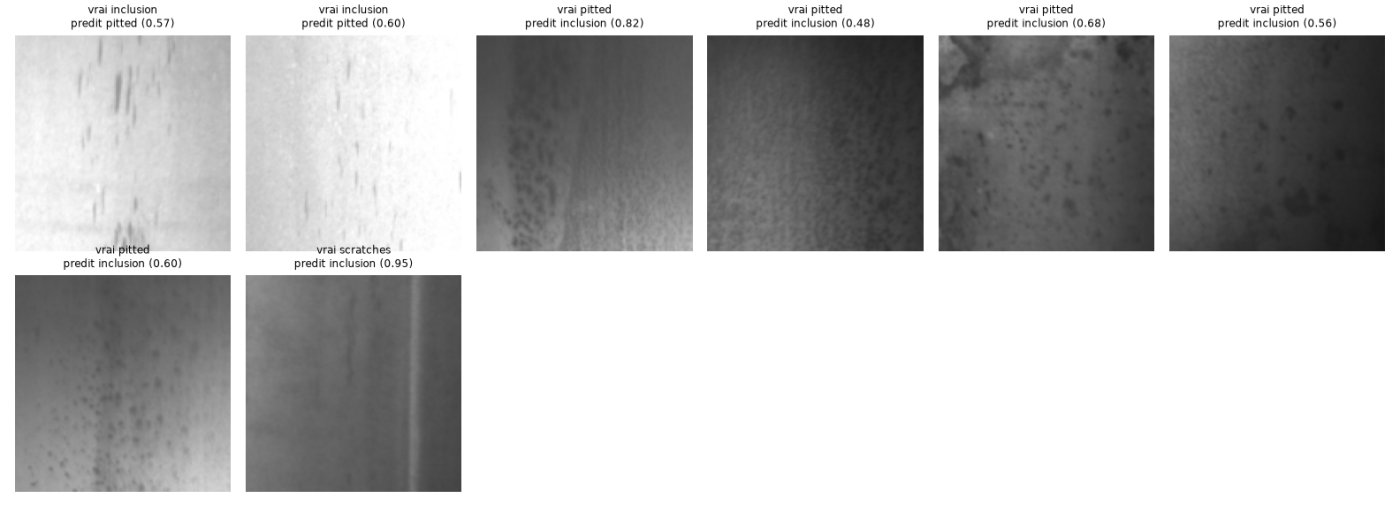 vrai inclusion
predit pitted (0.57)
vrai inclusion
predit pitted (0.60)
vrai pitted
predit inclusion (0.82)
vrai pitted
predit inclusion (0.48)
vrai pitted
predit inclusion (0.68)
vrai pitted
predit inclusion (0.56)
vrai pitted
predit inclusion (0.60)
vrai scratches
predit inclusion (0.95)